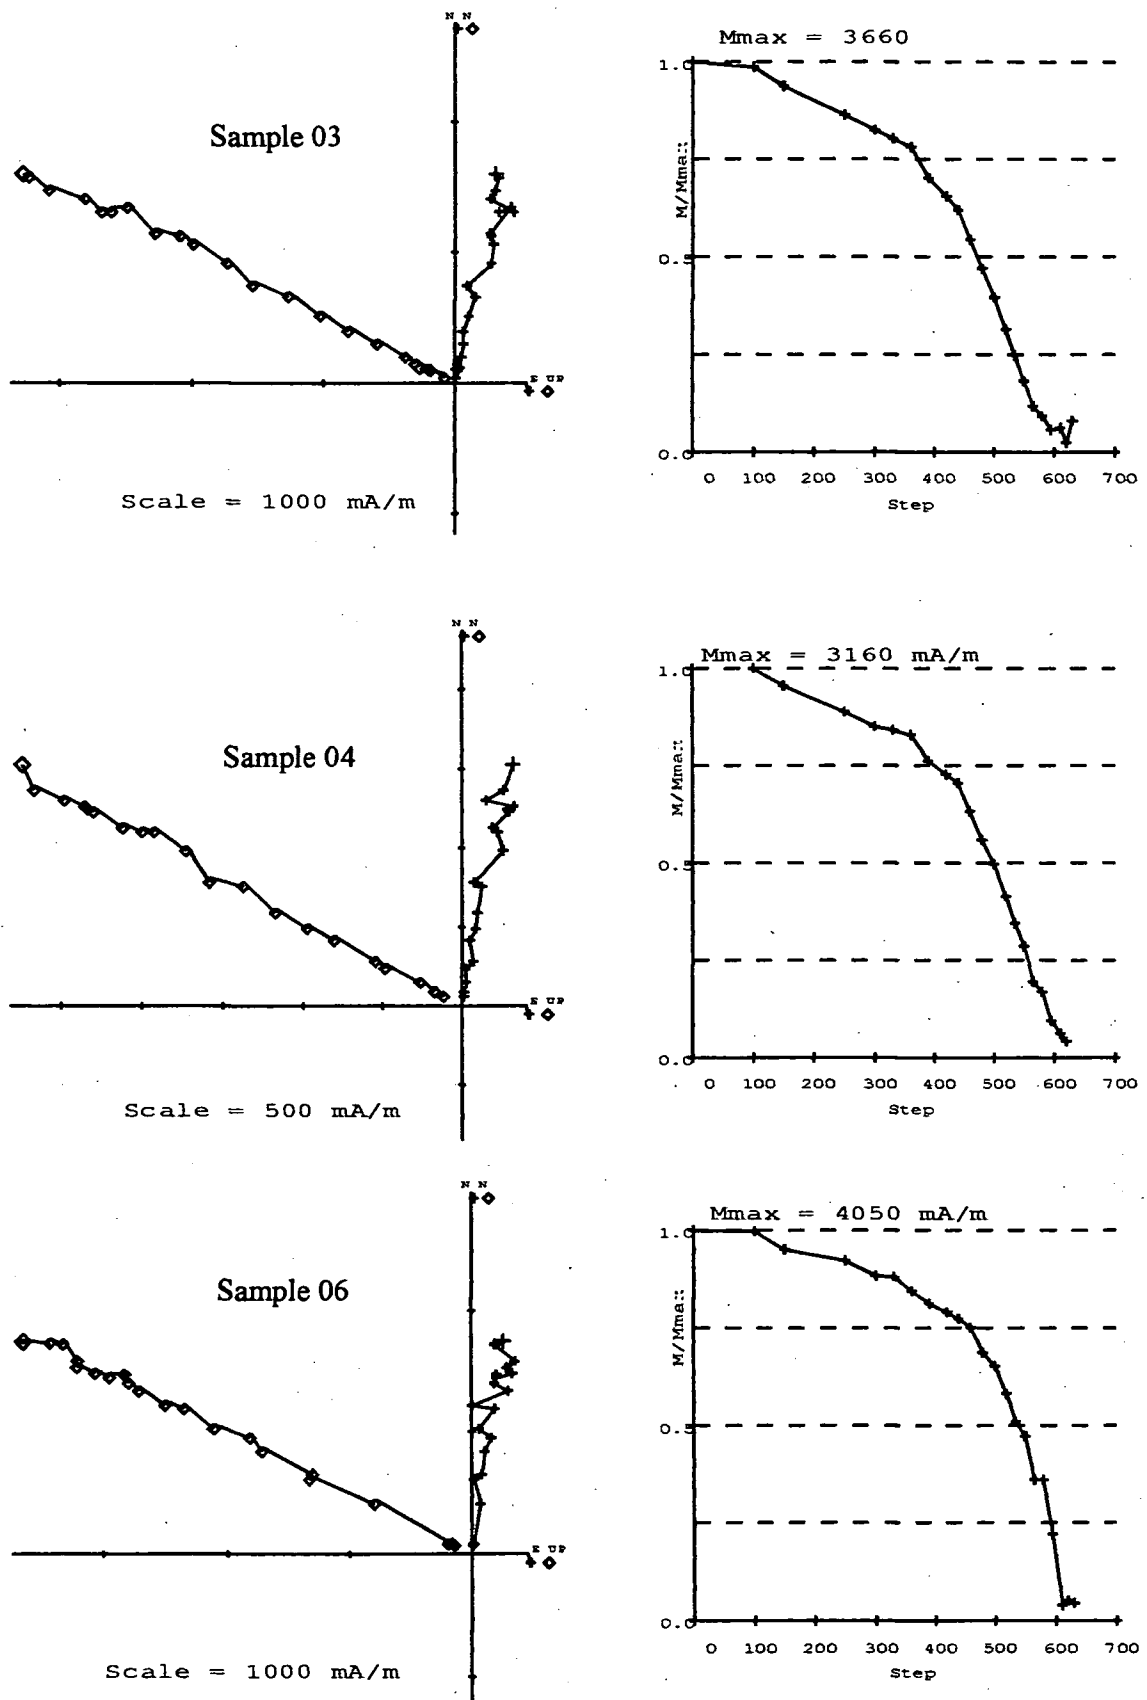 N N
Mmax = 3660
Sample 03
1.0
M/Mmax
0.5
0.0
E UP
Scale = 1000 mA/m
0 100 200 300 400 500 600 700
Step
N N
Mmax = 3160 mA/m
Sample 04
1.0
M/Mmax
0.5
0.0
E UP
Scale = 500 mA/m
0 100 200 300 400 500 600 700
Step
N N
Mmax = 4050 mA/m
Sample 06
1.0
M/Mmax
0.5
0.0
E UP
Scale = 1000 mA/m
0 100 200 300 400 500 600 700
Step